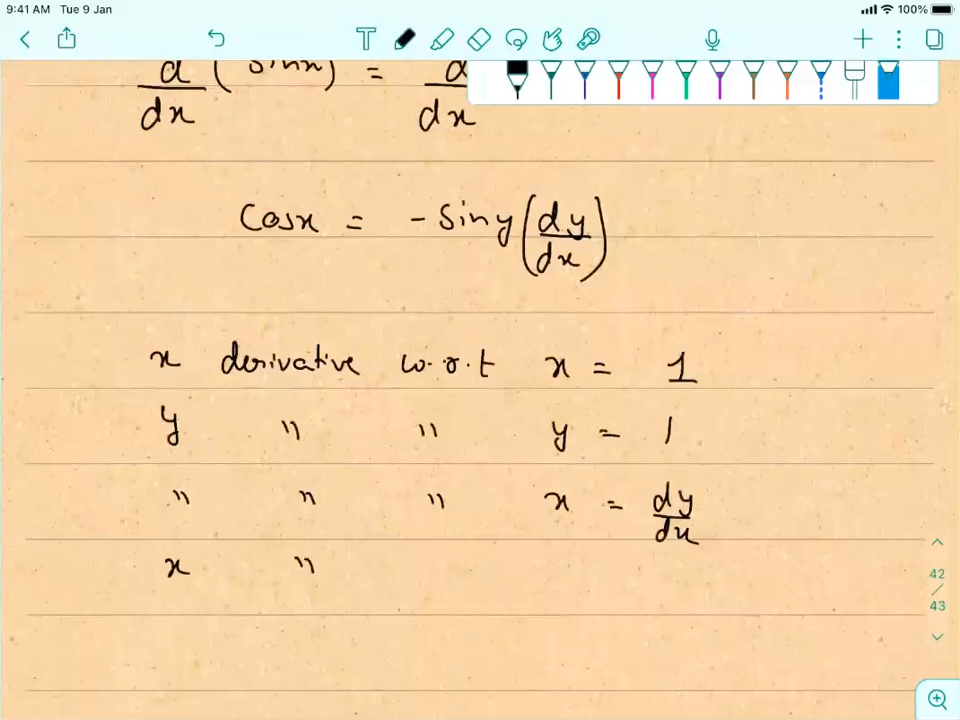 9:41 AM Tue 9 Jan 100%
d/dx ( sinx ) = d/dx
Cosx = - Siny (dy/dx)
x derivative w.r.t x = 1
y " " y = 1
" " " x = dy/dx
x "
42
/
43